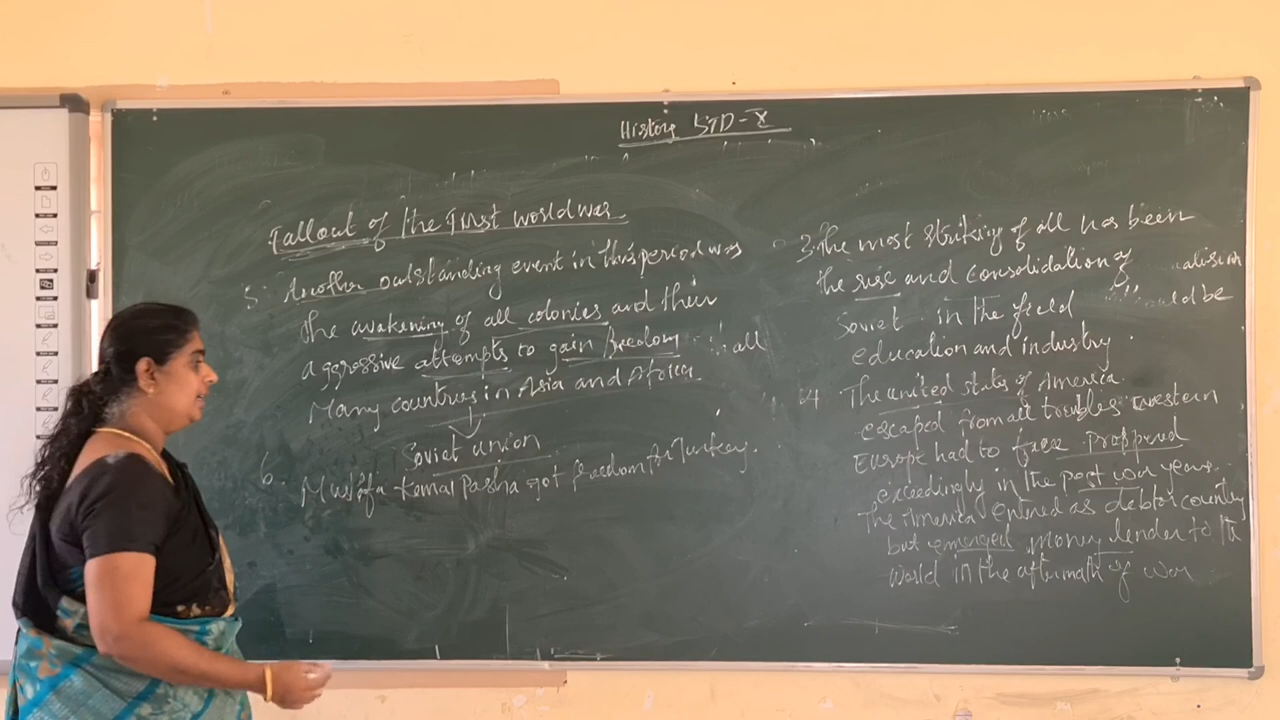 History STD-X
Fallout of the First world war
5. Another outstanding event in this period was
the awakening of all colonies and their
aggressive attempts to gain freedom all
Many countries in Asia and Africa
Soviet union
6. Mustafa Kemal Pasha got freedom for Turkey.
3. The most striking of all has been
the rise and consolidation of
Soviet in the field would be
education and industry.
4 The united states of America
escaped from all troubles western
Europe had to face prospered
exceedingly in the post war years.
The America entered as debtor country
but emerged money lender to the
world in the aftermath of war